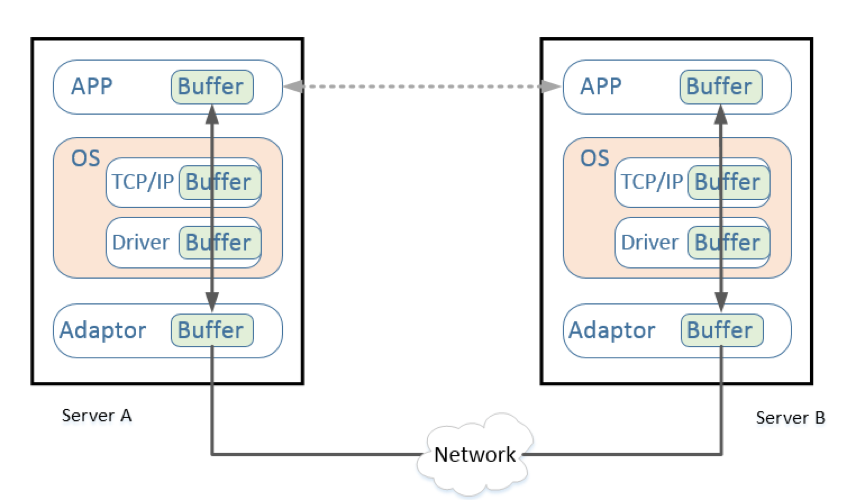 APP Buffer
OS
TCP/IP Buffer
Driver Buffer
Adaptor Buffer
Server A
APP Buffer
OS
TCP/IP Buffer
Driver Buffer
Adaptor Buffer
Server B
Network